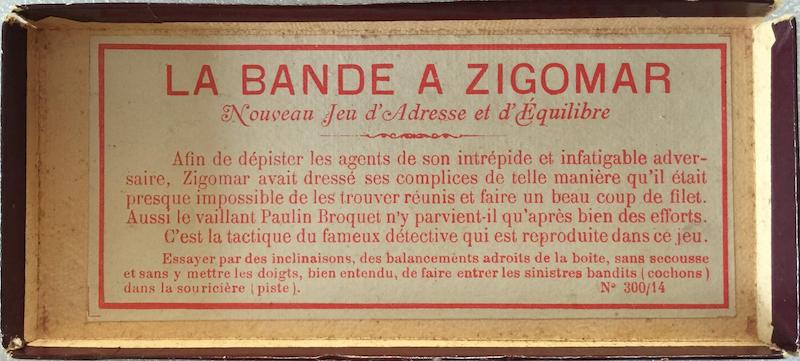 LA BANDE A ZIGOMAR
Nouveau Jeu d'Adresse et d'Équilibre
Afin de dépister les agents de son intrépide et infatigable adver-
saire, Zigomar avait dressé ses complices de telle manière qu'il était
presque impossible de les trouver réunis et faire un beau coup de filet.
Aussi le vaillant Paulin Broquet n'y parvient-il qu'après bien des efforts.
C'est la tactique du fameux détective qui est reproduite dans ce jeu.
Essayer par des inclinaisons, des balancements adroits de la boîte, sans secousse
et sans y mettre les doigts, bien entendu, de faire entrer les sinistres bandits (cochons)
dans la souricière (piste). No 300/14